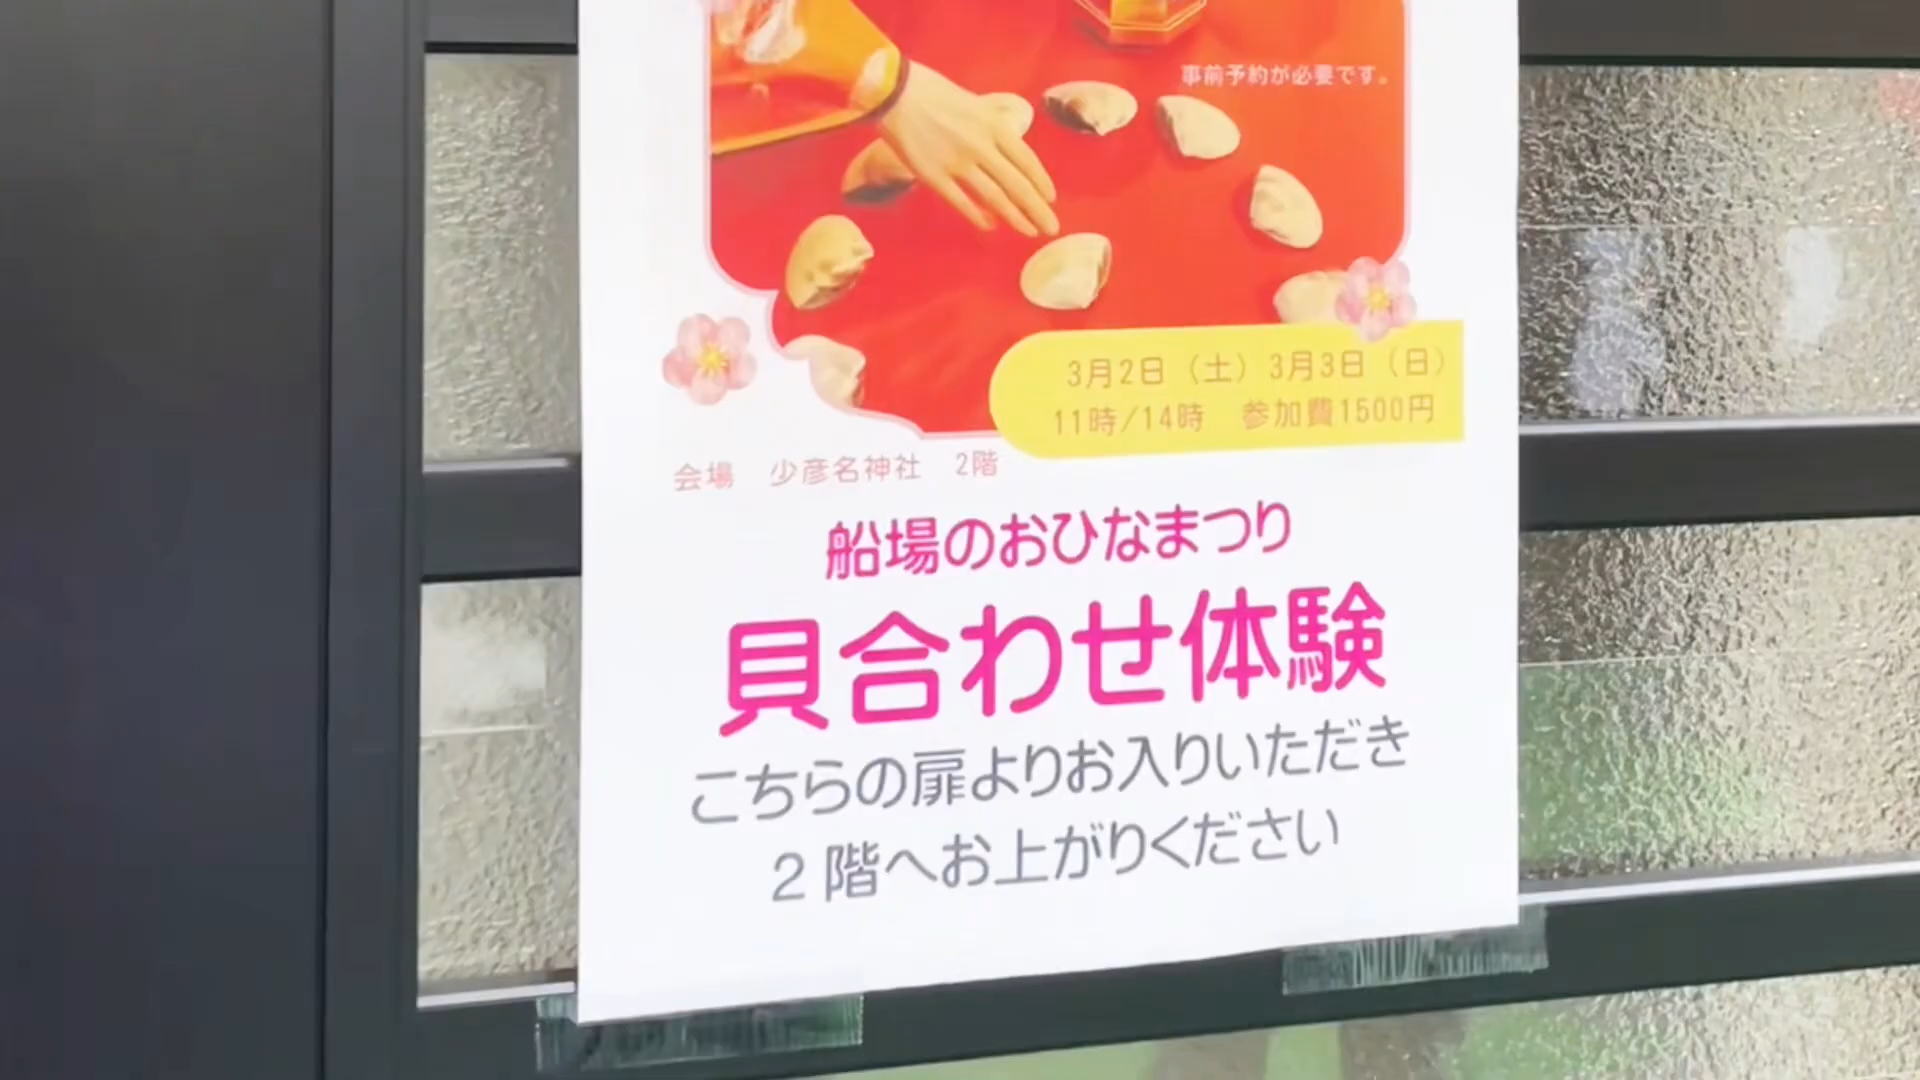 事前予約が必要です。
3月2日（土）3月3日（日）
11時/14時　参加費1500円
会場　少彦名神社　2階
船場のおひなまつり
貝合わせ体験
こちらの扉よりお入りいただき
2階へお上がりください